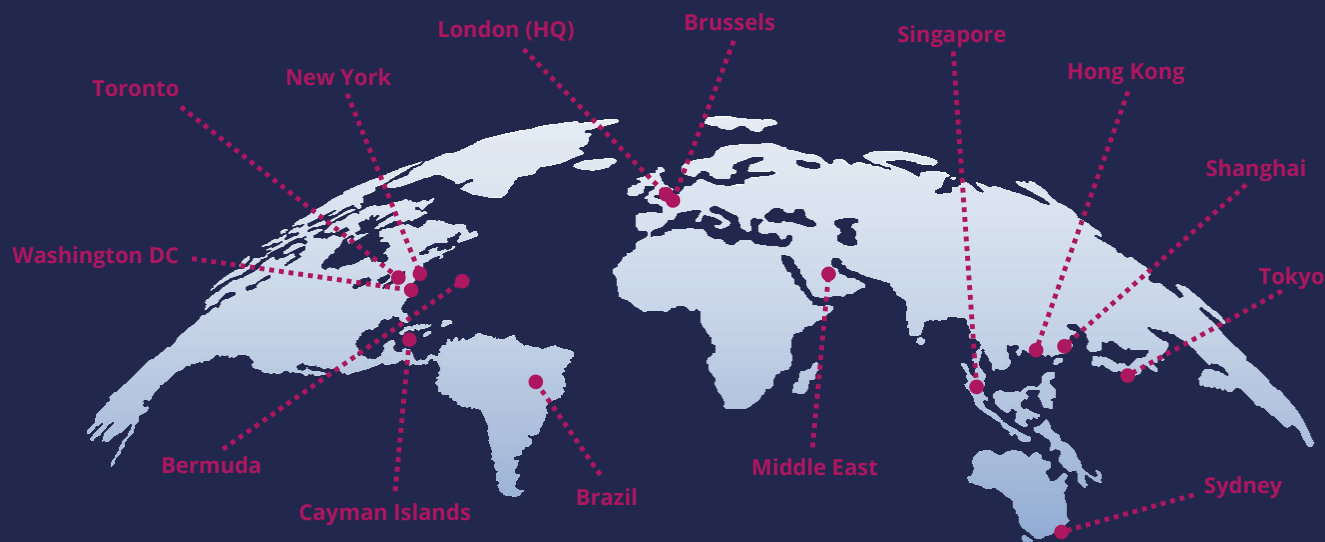 Brussels
London (HQ)
Singapore
Hong Kong
New York
Toronto
Shanghai
Washington DC
Tokyo
Bermuda
Middle East
Sydney
Brazil
Cayman Islands